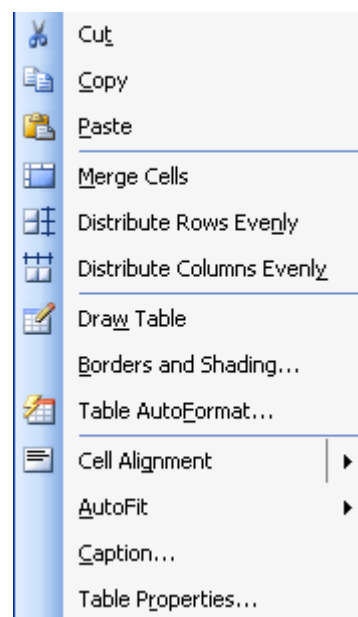 Cut
Copy
Paste
Merge Cells
Distribute Rows Evenly
Distribute Columns Evenly
Draw Table
Borders and Shading...
Table AutoFormat...
Cell Alignment
AutoFit
Caption...
Table Properties...